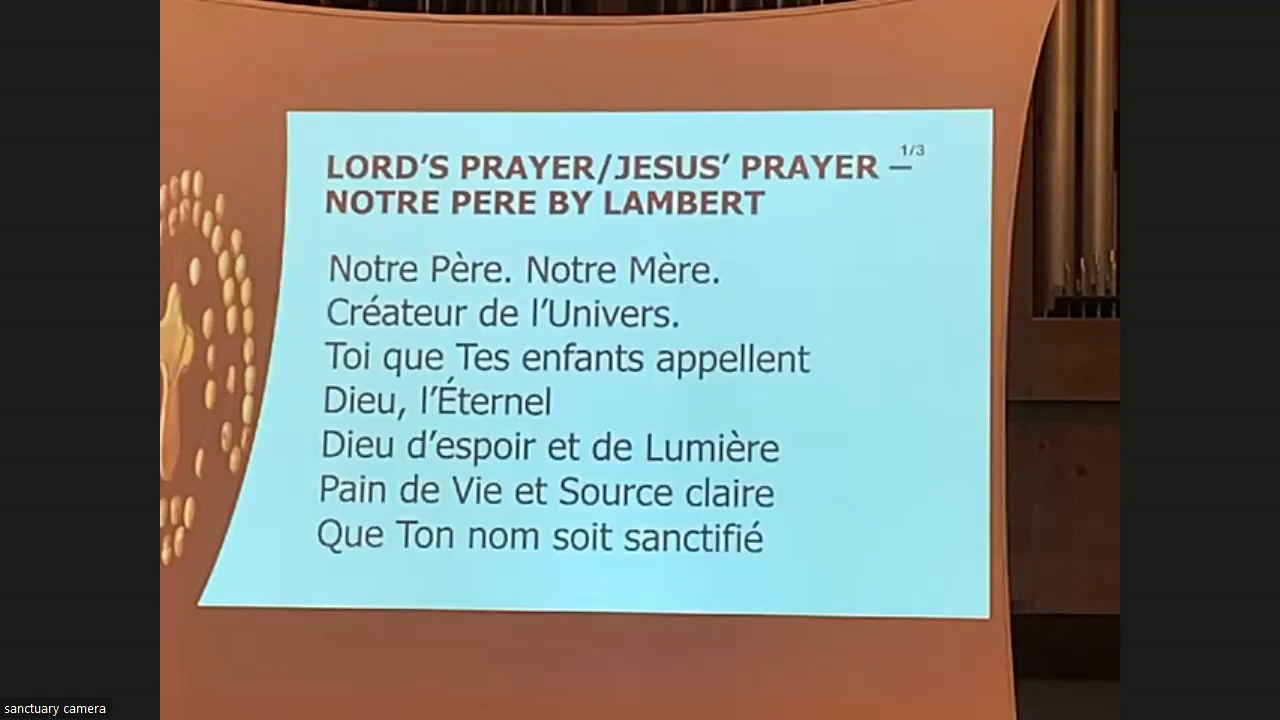 LORD’S PRAYER/JESUS’ PRAYER – 1/3
NOTRE PERE BY LAMBERT
Notre Père. Notre Mère.
Créateur de l’Univers.
Toi que Tes enfants appellent
Dieu, l’Éternel
Dieu d’espoir et de Lumière
Pain de Vie et Source claire
Que Ton nom soit sanctifié
sanctuary camera